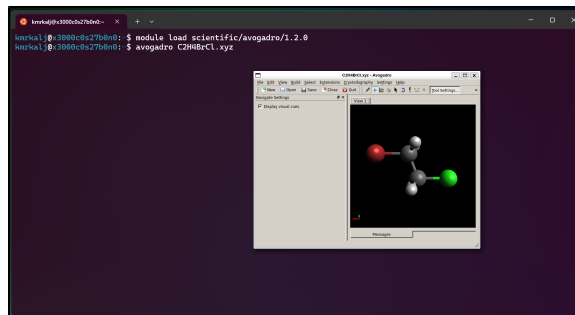 kmrkalj@x3000c0s27b0n0:~
kmrkalj@x3000c0s27b0n0:~$ module load scientific/avogadro/1.2.0
kmrkalj@x3000c0s27b0n0:~$ avogadro C2H4BrCl.xyz
C2H4BrCl.xyz - Avogadro
File Edit View Build Select Extensions Crystallography Settings Help
New Open Save Close Quit Tool Settings...
Navigate Settings
Display visual cues
View 1
Messages